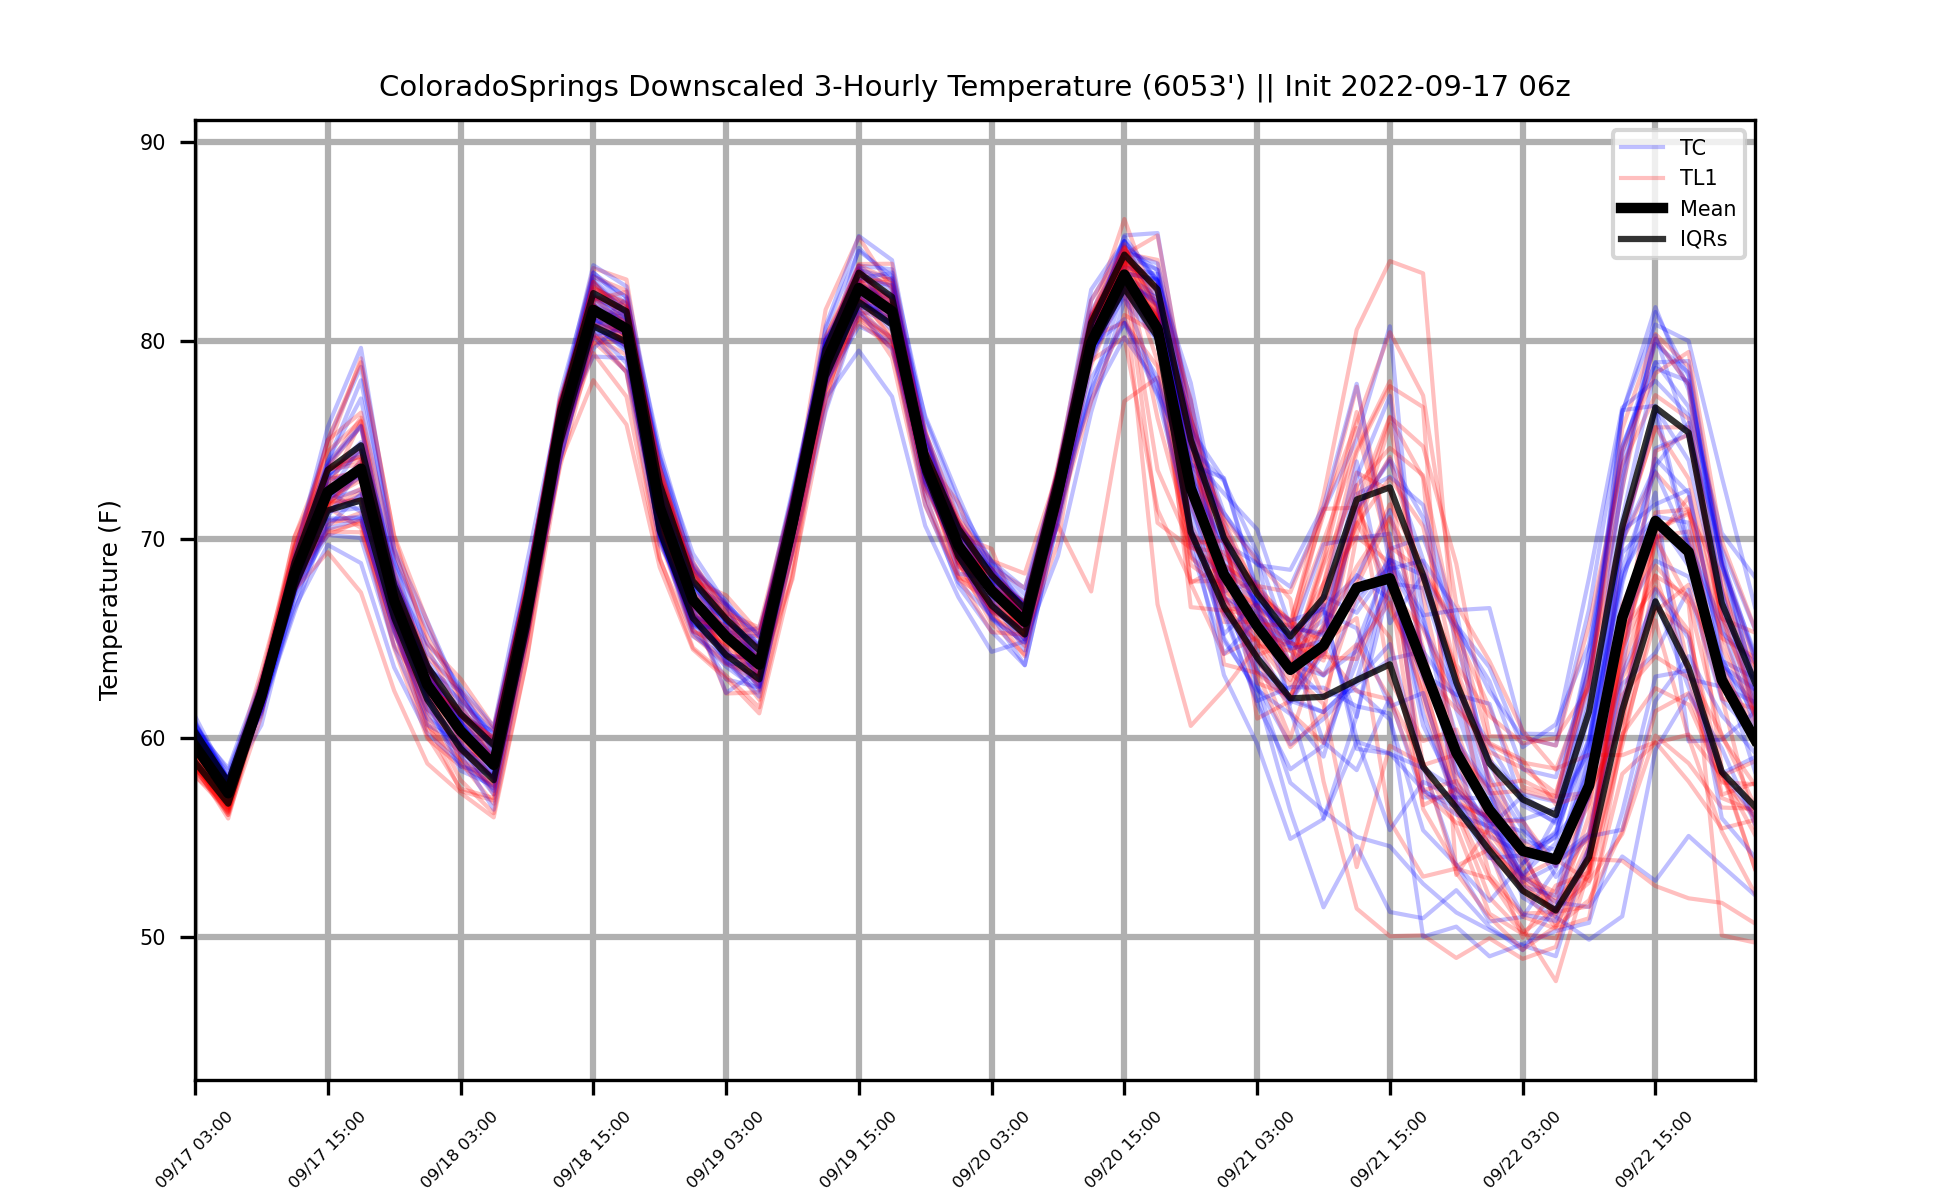 ColoradoSprings Downscaled 3-Hourly Temperature (6053') || Init 2022-09-17 06z
TC
TL1
Mean
IQRs
Temperature (F)
90
80
70
60
50
09/17 03:00
09/17 15:00
09/18 03:00
09/18 15:00
09/19 03:00
09/19 15:00
09/20 03:00
09/20 15:00
09/21 03:00
09/21 15:00
09/22 03:00
09/22 15:00